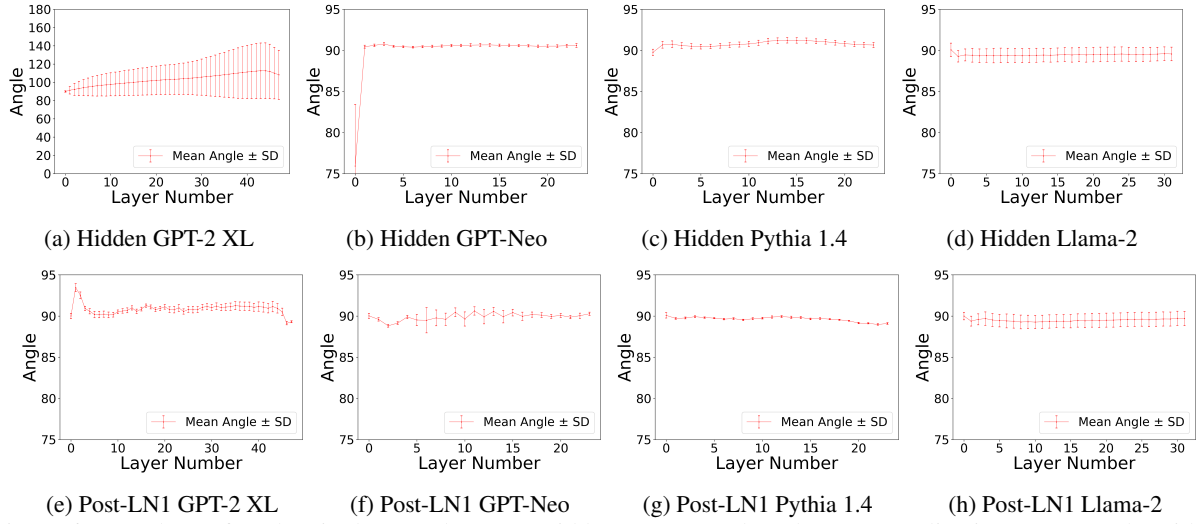 180
160
140
120
100
80
60
40
20
0
Angle
Mean Angle ± SD
0 10 20 30 40
Layer Number
(a) Hidden GPT-2 XL
95
90
85
80
75
Angle
Mean Angle ± SD
0 5 10 15 20
Layer Number
(b) Hidden GPT-Neo
95
90
85
80
75
Angle
Mean Angle ± SD
0 5 10 15 20
Layer Number
(c) Hidden Pythia 1.4
95
90
85
80
75
Angle
Mean Angle ± SD
0 5 10 15 20 25 30
Layer Number
(d) Hidden Llama-2
95
90
85
80
75
Angle
Mean Angle ± SD
0 10 20 30 40
Layer Number
(e) Post-LN1 GPT-2 XL
95
90
85
80
75
Angle
Mean Angle ± SD
0 5 10 15 20
Layer Number
(f) Post-LN1 GPT-Neo
95
90
85
80
75
Angle
Mean Angle ± SD
0 5 10 15 20
Layer Number
(g) Post-LN1 Pythia 1.4
95
90
85
80
75
Angle
Mean Angle ± SD
0 5 10 15 20 25 30
Layer Number
(h) Post-LN1 Llama-2